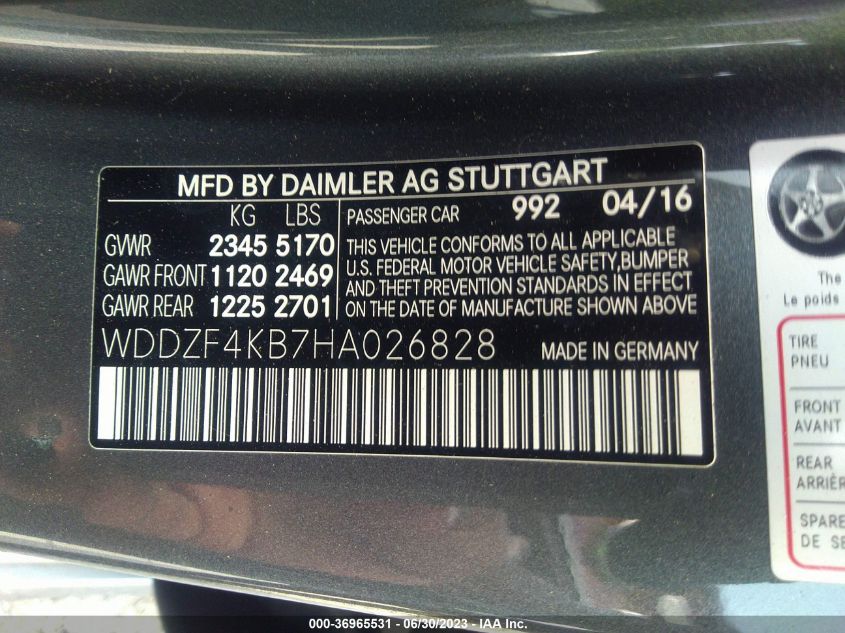 MFD BY DAIMLER AG STUTTGART
KG LBS
GVWR 2345 5170
GAWR FRONT 1120 2469
GAWR REAR 1225 2701
PASSENGER CAR 992 04/16
THIS VEHICLE CONFORMS TO ALL APPLICABLE
U.S. FEDERAL MOTOR VEHICLE SAFETY,BUMPER
AND THEFT PREVENTION STANDARDS IN EFFECT
ON THE DATE OF MANUFACTURE SHOWN ABOVE
WDDZF4KB7HA026828 MADE IN GERMANY
The
Le poids
TIRE
PNEU
FRONT
AVANT
REAR
ARRIÈR
SPARE
DE SE
000-36965531 - 06/30/2023 - IAA Inc.